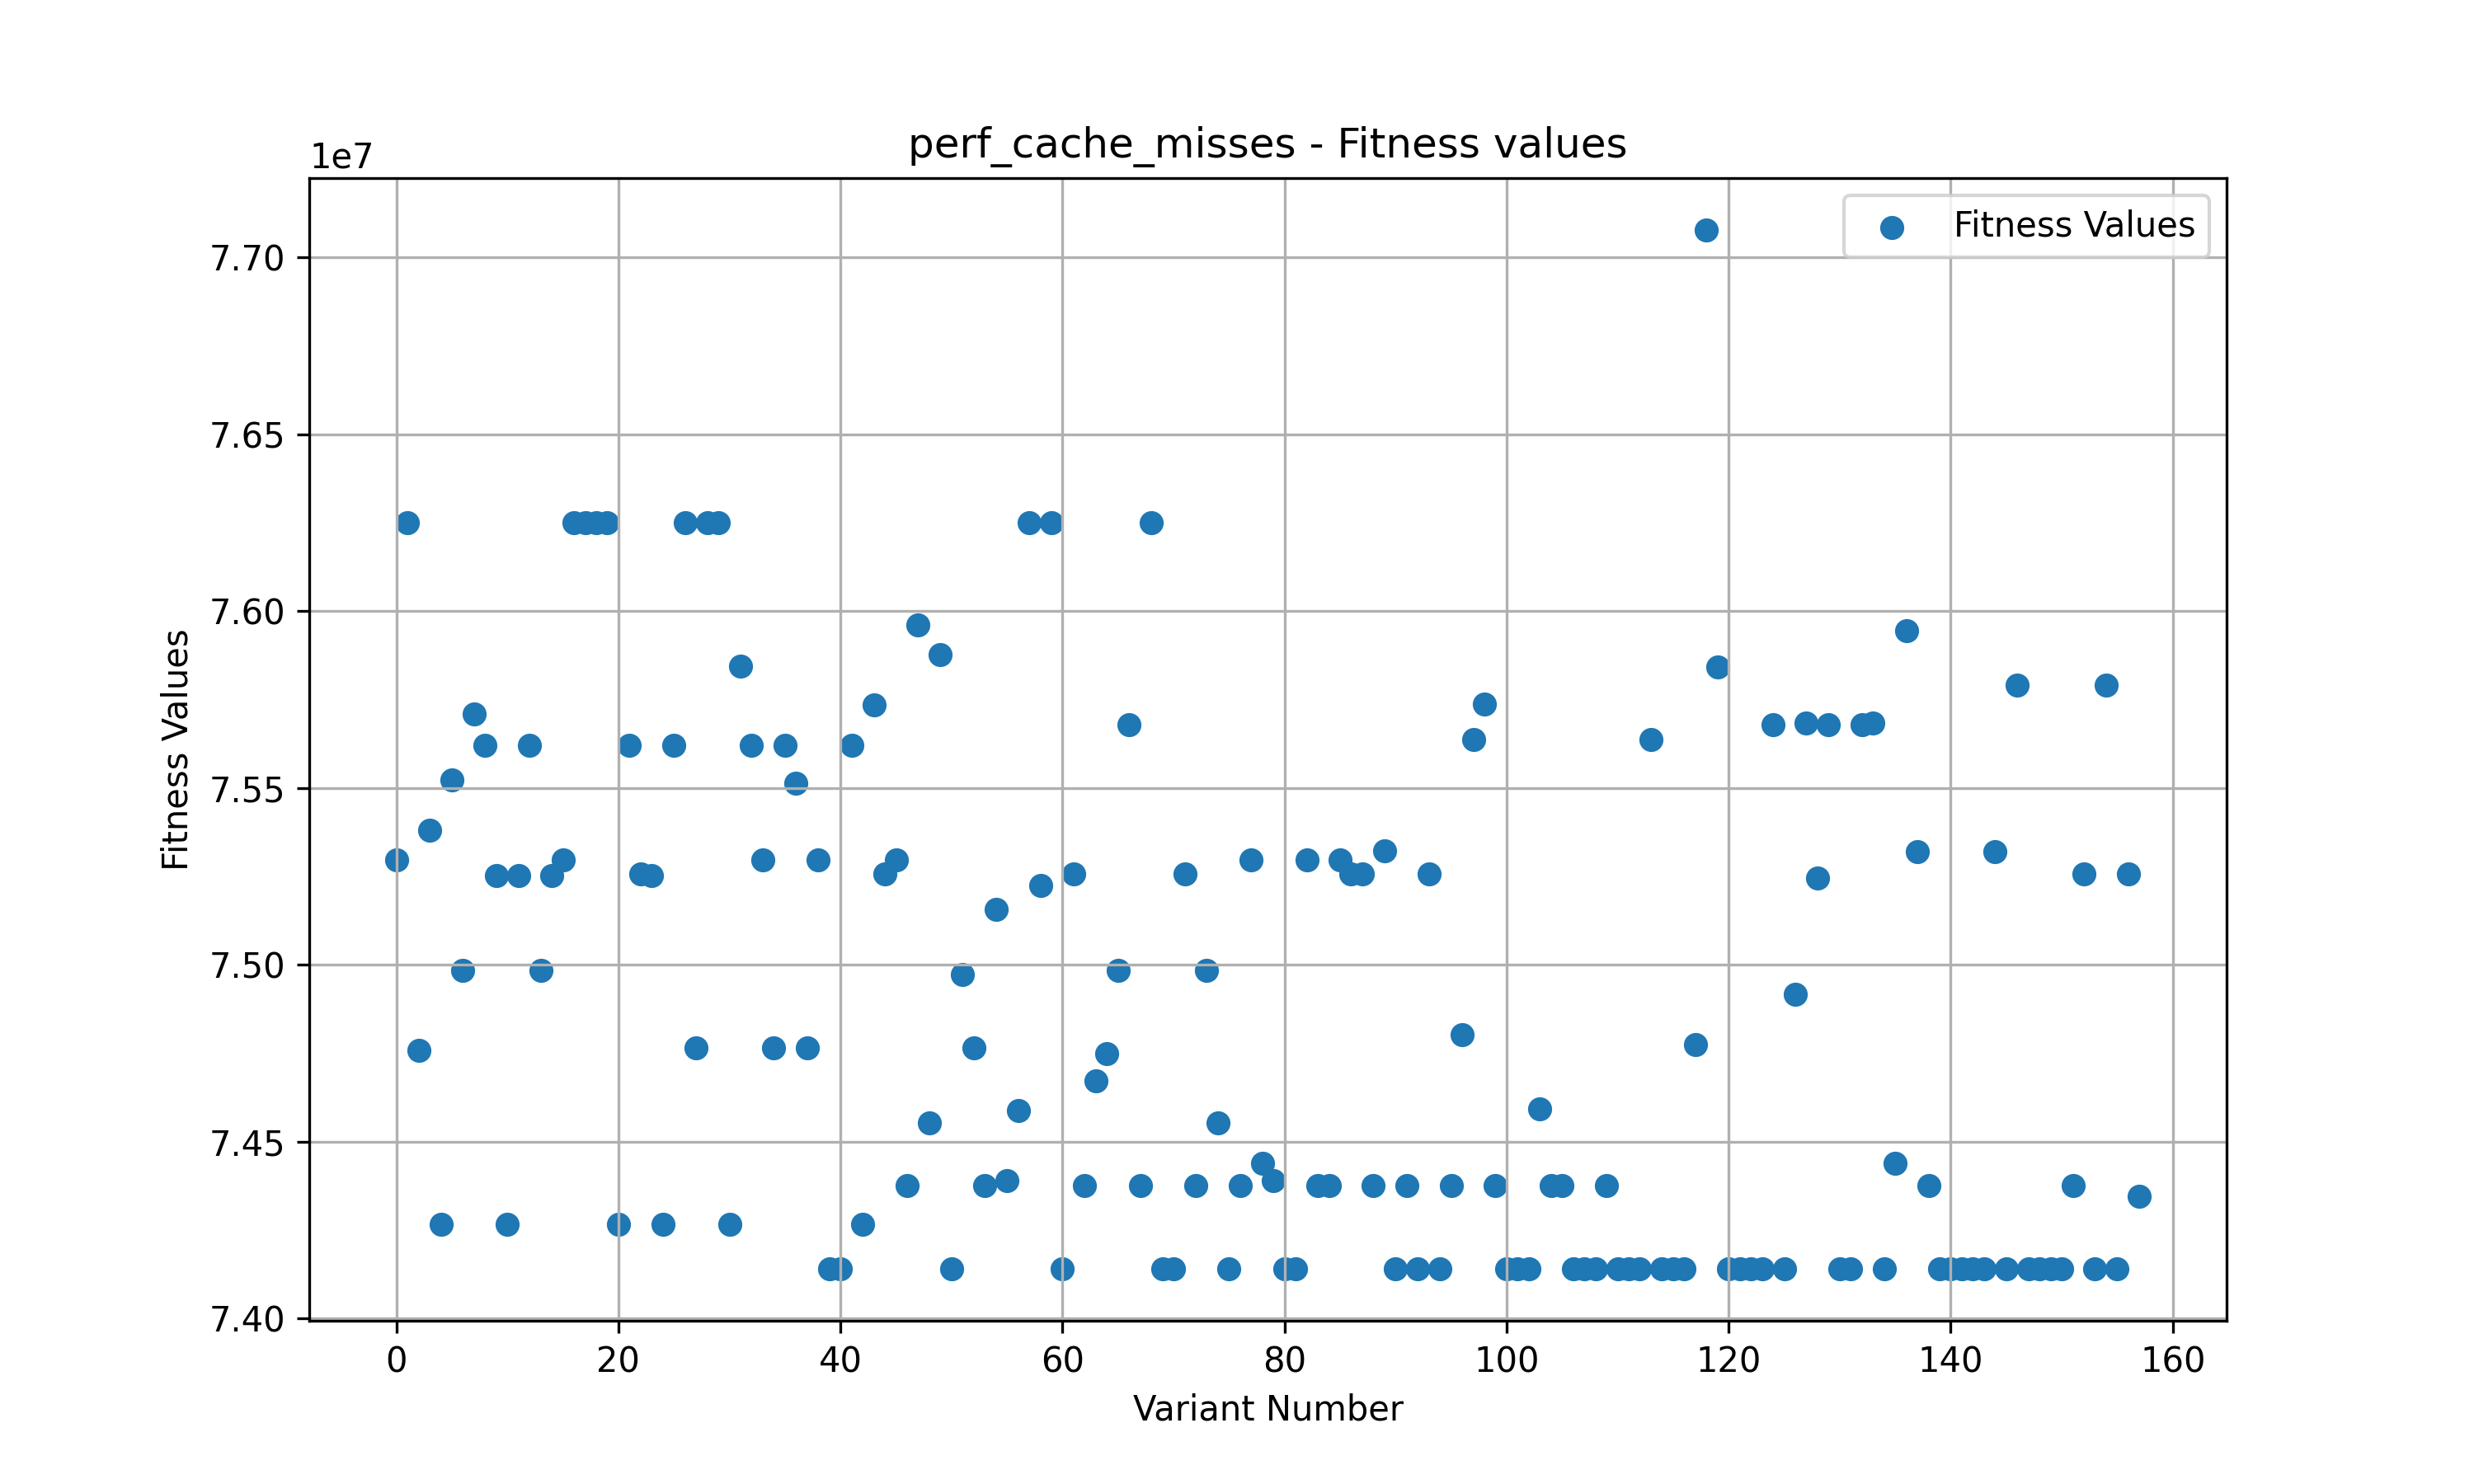 perf_cache_misses - Fitness values
1e7
Fitness Values
7.70
7.65
7.60
7.55
7.50
7.45
7.40
Fitness Values
0 20 40 60 80 100 120 140 160
Variant Number